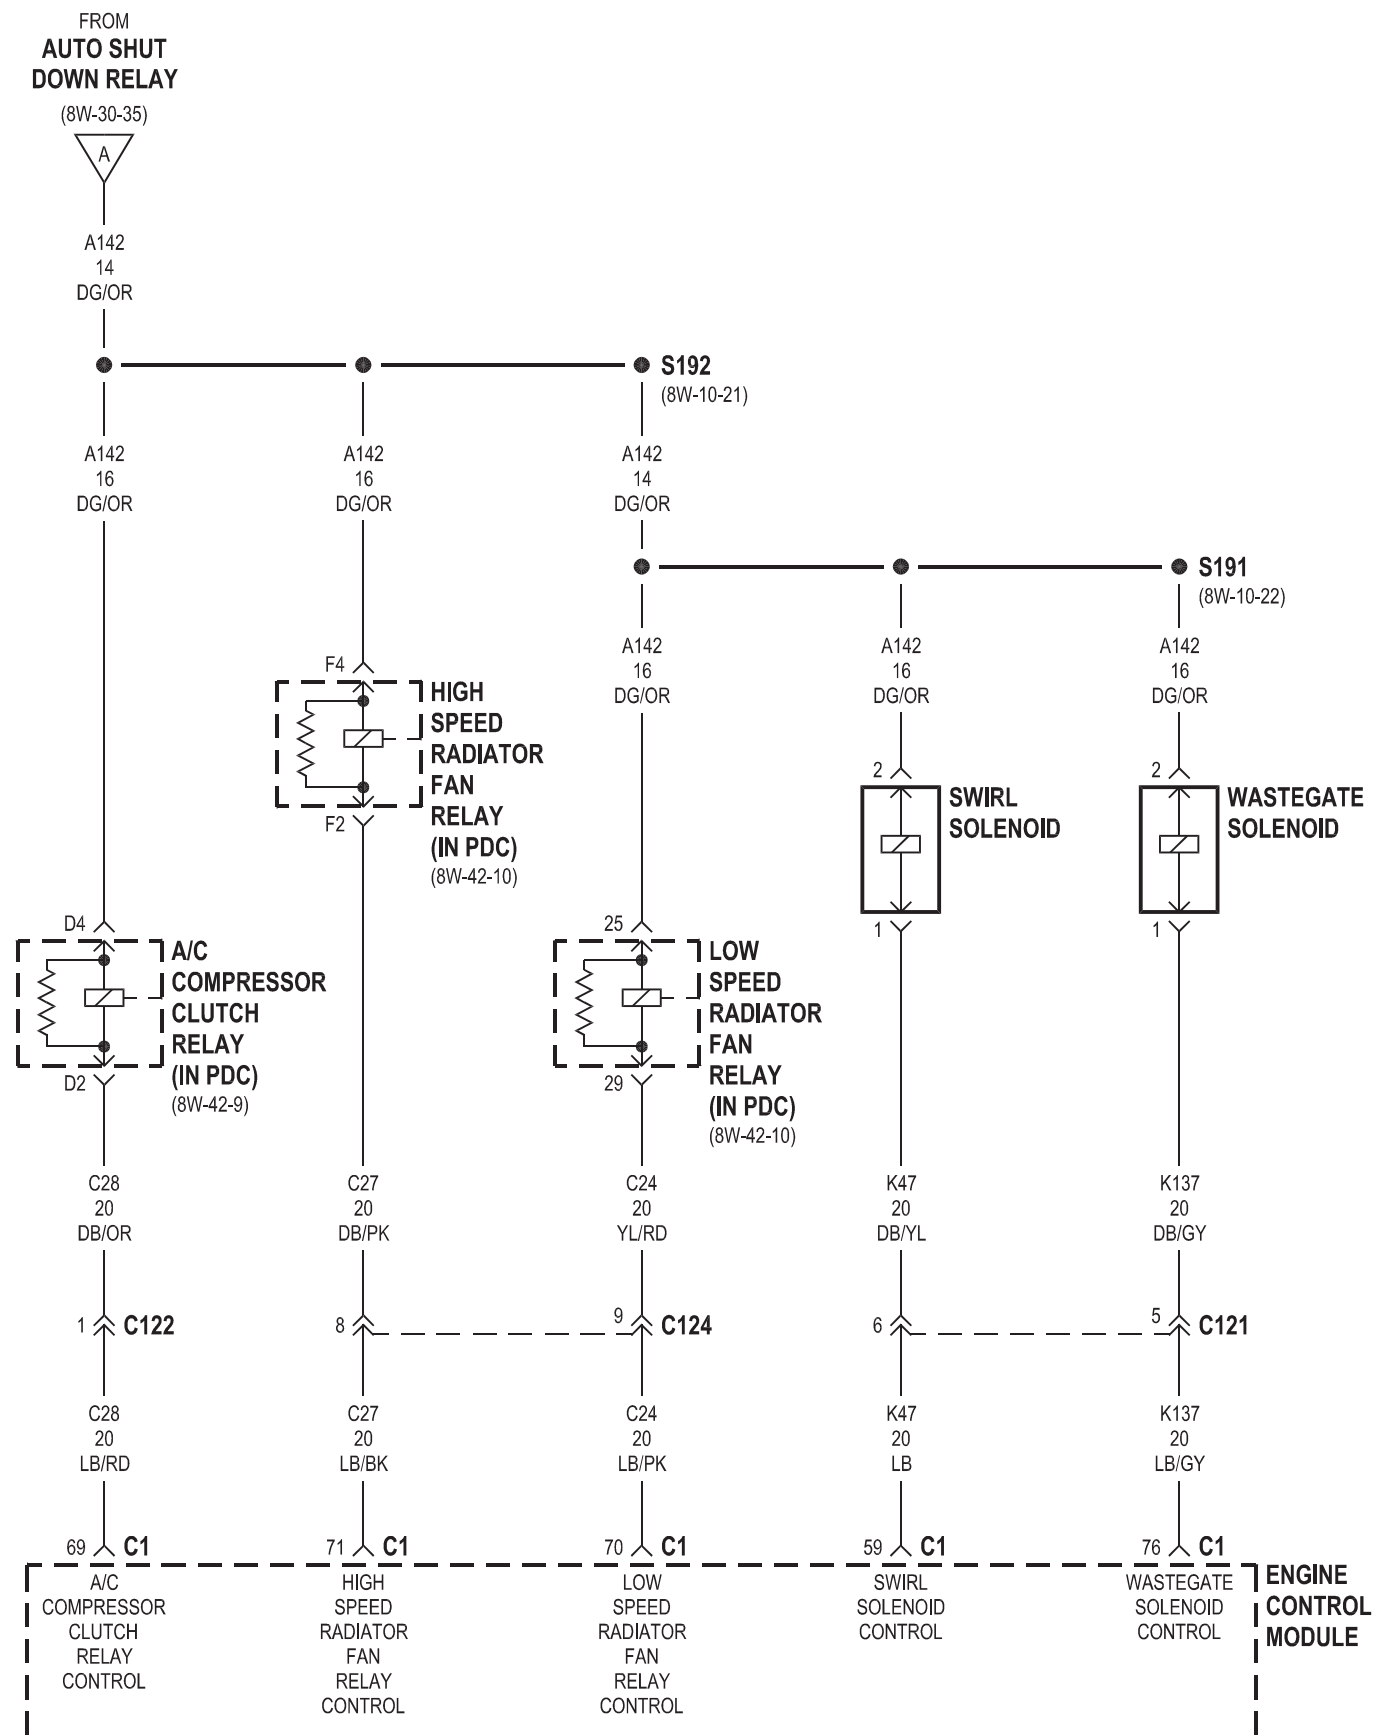 FROM
AUTO SHUT
DOWN RELAY
(8W-30-35)
A
A142
14
DG/OR
S192
(8W-10-21)
A142
16
DG/OR
A142
16
DG/OR
A142
14
DG/OR
S191
(8W-10-22)
A142
16
DG/OR
A142
16
DG/OR
A142
16
DG/OR
F4
HIGH
SPEED
RADIATOR
FAN
RELAY
(IN PDC)
(8W-42-10)
F2
2
SWIRL
SOLENOID
1
2
WASTEGATE
SOLENOID
1
D4
A/C
COMPRESSOR
CLUTCH
RELAY
(IN PDC)
(8W-42-9)
D2
25
LOW
SPEED
RADIATOR
FAN
RELAY
(IN PDC)
(8W-42-10)
29
C28
20
DB/OR
C27
20
DB/PK
C24
20
YL/RD
K47
20
DB/YL
K137
20
DB/GY
1 C122
8
9 C124
6
5 C121
C28
20
LB/RD
C27
20
LB/BK
C24
20
LB/PK
K47
20
LB
K137
20
LB/GY
69 C1
71 C1
70 C1
59 C1
76 C1
A/C
COMPRESSOR
CLUTCH
RELAY
CONTROL
HIGH
SPEED
RADIATOR
FAN
RELAY
CONTROL
LOW
SPEED
RADIATOR
FAN
RELAY
CONTROL
SWIRL
SOLENOID
CONTROL
WASTEGATE
SOLENOID
CONTROL
ENGINE
CONTROL
MODULE